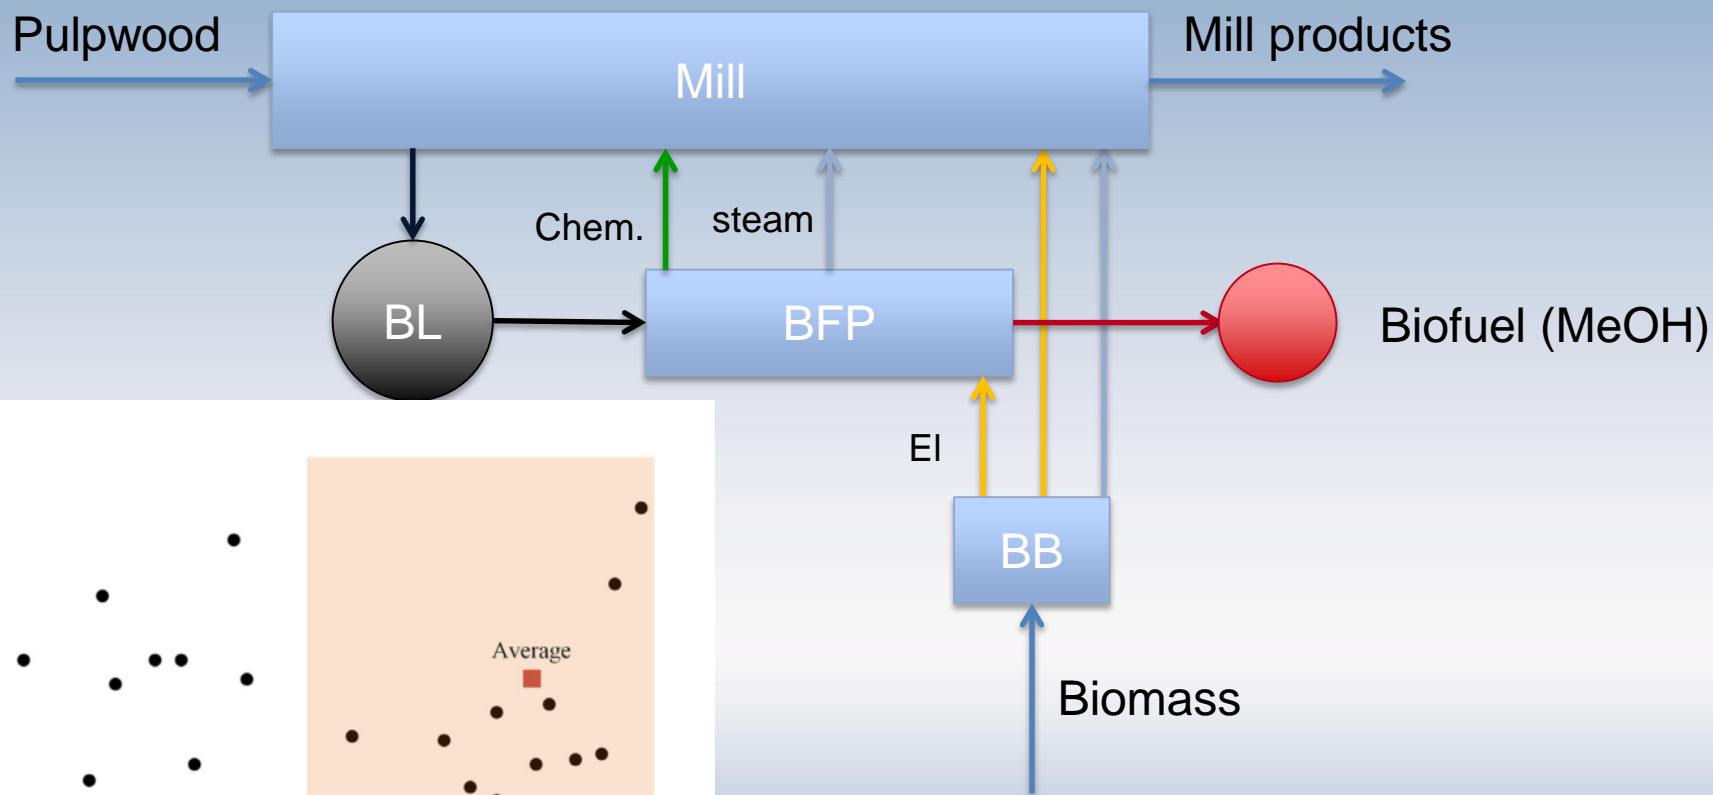 Pulpwood
Mill products
Mill
Chem.
steam
BL
BFP
Biofuel (MeOH)
El
BB
Average
Biomass